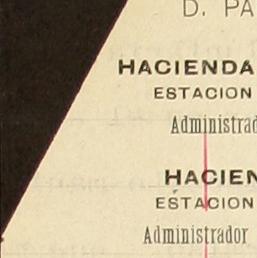 D. PA
HACIENDA
ESTACION
Administrad
HACIEN
ESTACION
Administrador